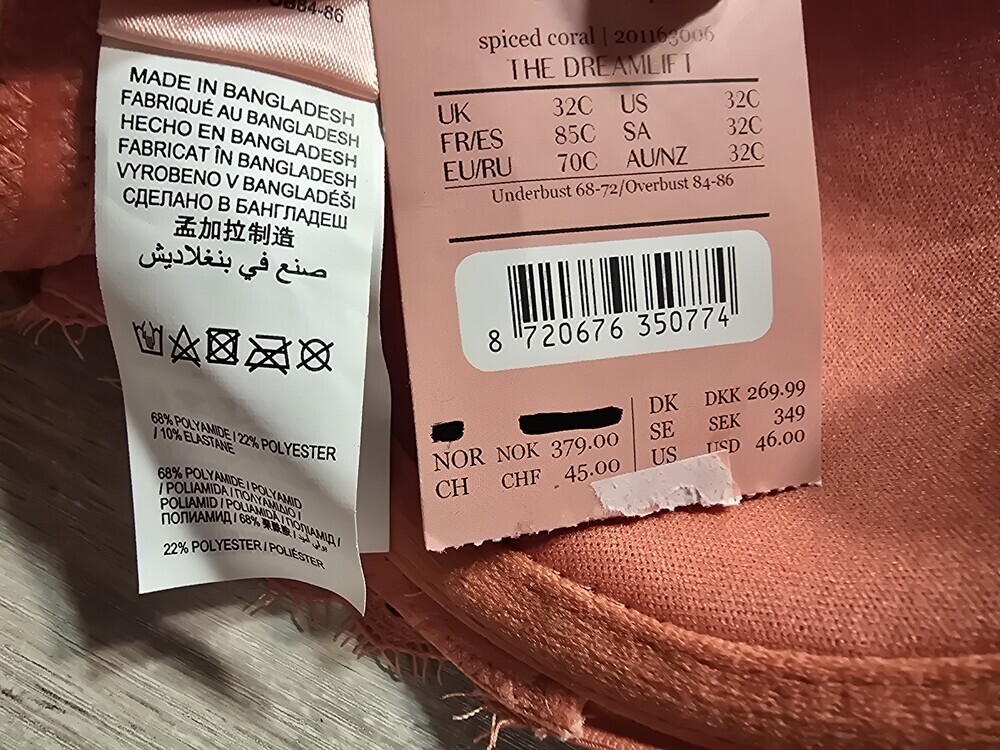 84-86
MADE IN BANGLADESH
FABRIQUÉ AU BANGLADESH
HECHO EN BANGLADESH
FABRICAT ÎN BANGLADESH
VYROBENO V BANGLADÉŠI
СДЕЛАНО В БАНГЛАДЕШ
孟加拉制造
صنع في بنغلاديش
68% POLYAMIDE / 22% POLYESTER
/ 10% ELASTANE
68% POLYAMIDE / POLYAMID
/ POLIAMIDA / ΠΟΛΥΑΜΙΔΙΟ /
POLIAMID / POLIAMIDĂ / ПОЛІАМІД /
ПОЛИАМИД / 68%
22% POLYESTER / POLIÉSTER
spiced coral | 201163006
THE DREAMLIFT
UK 32C US 32C
FR/ES 85C SA 32C
EU/RU 70C AU/NZ 32C
Underbust 68-72/Overbust 84-86
8 720676 350774
DK DKK 269.99
NOR NOK 379.00 SE SEK 349
CH CHF 45.00 US USD 46.00